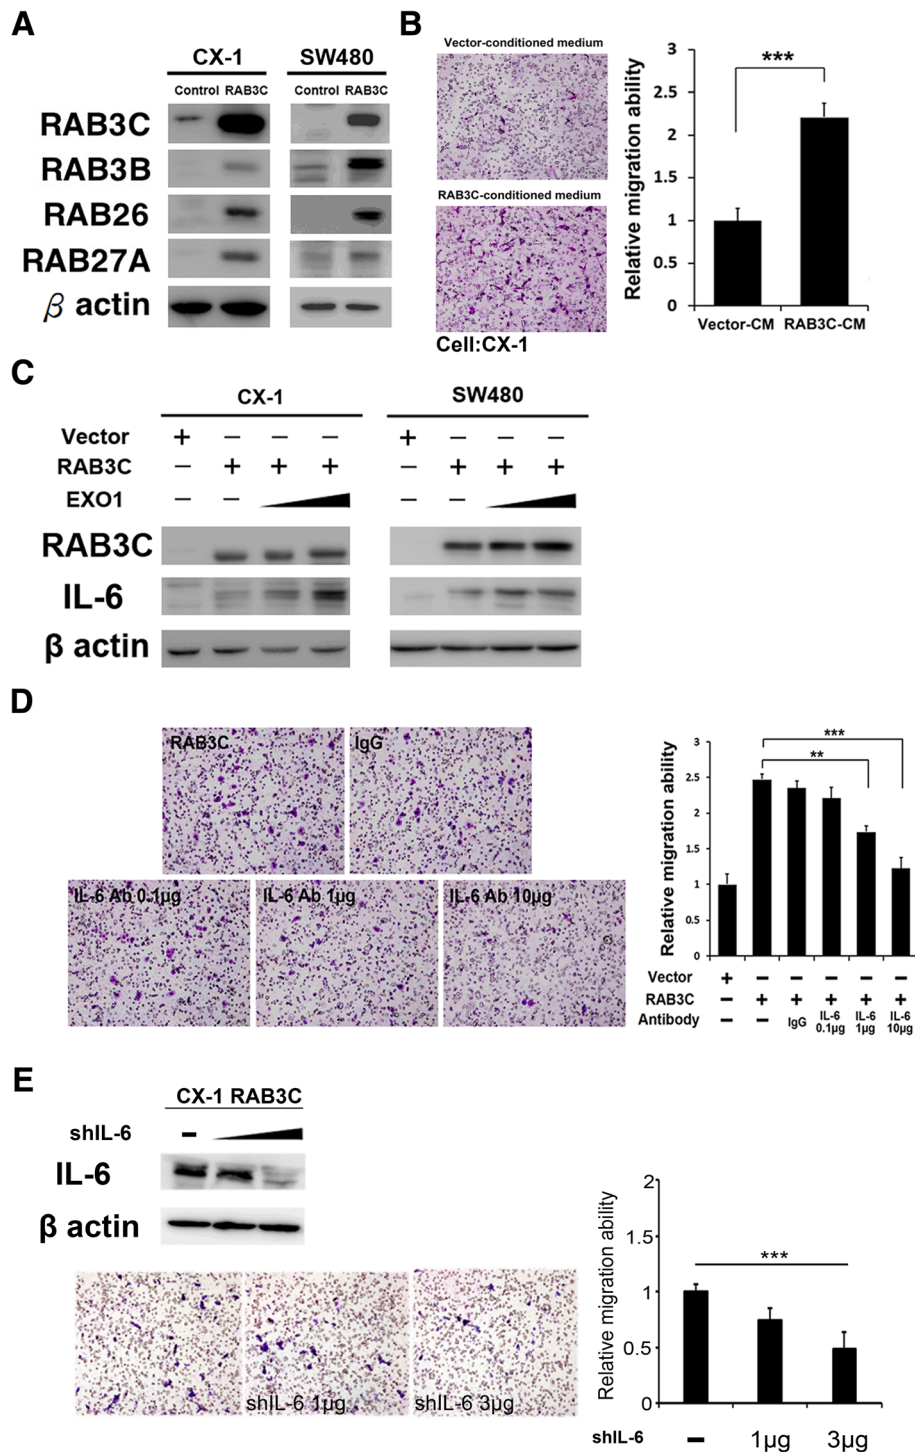 A
CX-1 SW480
Control RAB3C Control RAB3C
RAB3C
RAB3B
RAB26
RAB27A
β actin
B
Vector-conditioned medium
RAB3C-conditioned medium
Cell:CX-1
Relative migration ability
3
2.5
2
1.5
1
0.5
0
***
Vector-CM RAB3C-CM
C
CX-1 SW480
Vector + − − − + − − −
RAB3C − + + + − + + +
EXO1 − − − −
RAB3C
IL-6
β actin
D
RAB3C IgG
IL-6 Ab 0.1µg IL-6 Ab 1µg IL-6 Ab 10µg
Relative migration ability
3
2.5
2
1.5
1
0.5
0
***
**
Vector + − − − − −
RAB3C − + + + + +
Antibody − − IgG IL-6 0.1µg IL-6 1µg IL-6 10µg
E
CX-1 RAB3C
shIL-6 −
IL-6
β actin
shIL-6 1µg shIL-6 3µg
Relative migration ability
2
1.5
1
0.5
0
***
shIL-6 − 1µg 3µg